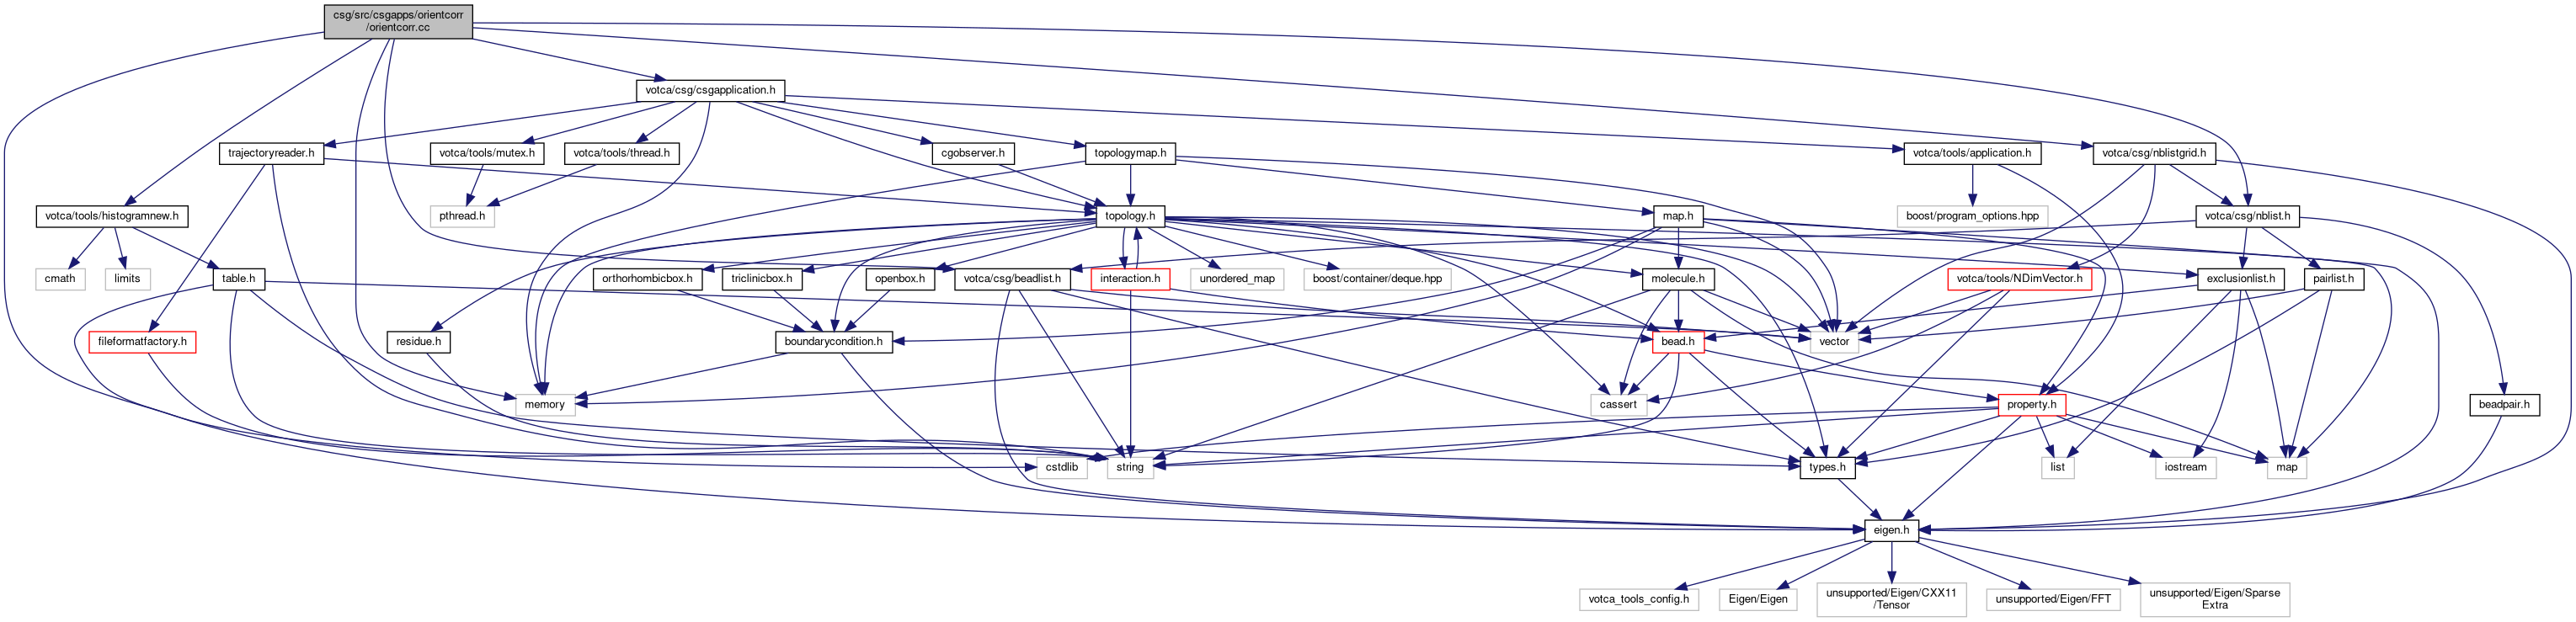 csg/src/csgapps/orientcorr
/orientcorr.cc
votca/csg/csgapplication.h
trajectoryreader.h
votca/tools/mutex.h
votca/tools/thread.h
cgobserver.h
topologymap.h
votca/tools/application.h
votca/csg/nblistgrid.h
votca/tools/histogramnew.h
pthread.h
topology.h
map.h
boost/program_options.hpp
votca/csg/nblist.h
cmath
limits
table.h
orthorhombicbox.h
triclinicbox.h
openbox.h
votca/csg/beadlist.h
interaction.h
unordered_map
boost/container/deque.hpp
molecule.h
votca/tools/NDimVector.h
exclusionlist.h
pairlist.h
fileformatfactory.h
residue.h
boundarycondition.h
bead.h
vector
memory
cassert
property.h
beadpair.h
cstdlib
string
types.h
list
iostream
map
eigen.h
votca_tools_config.h
Eigen/Eigen
unsupported/Eigen/CXX11
/Tensor
unsupported/Eigen/FFT
unsupported/Eigen/Sparse
Extra